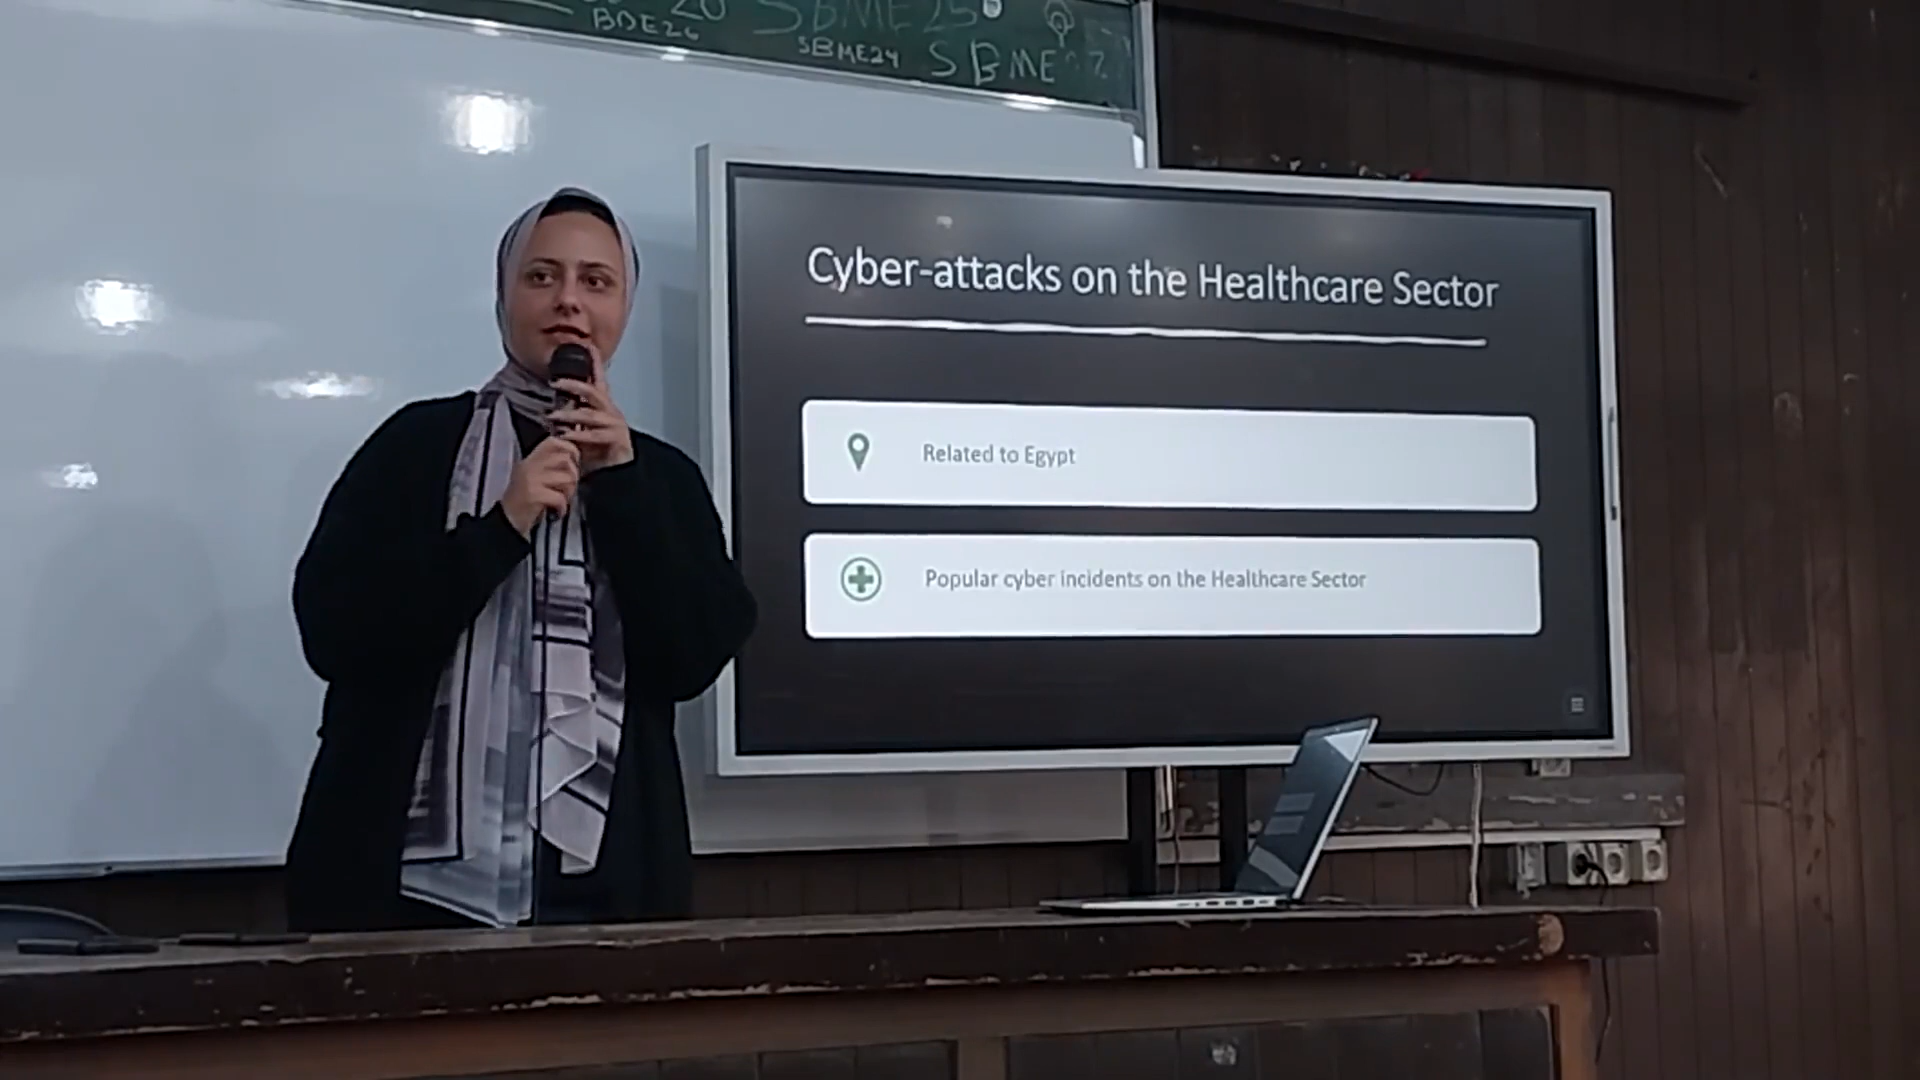 BDE26
SBME25
SBME24
SBME
Cyber-attacks on the Healthcare Sector
Related to Egypt
Popular cyber incidents on the Healthcare Sector